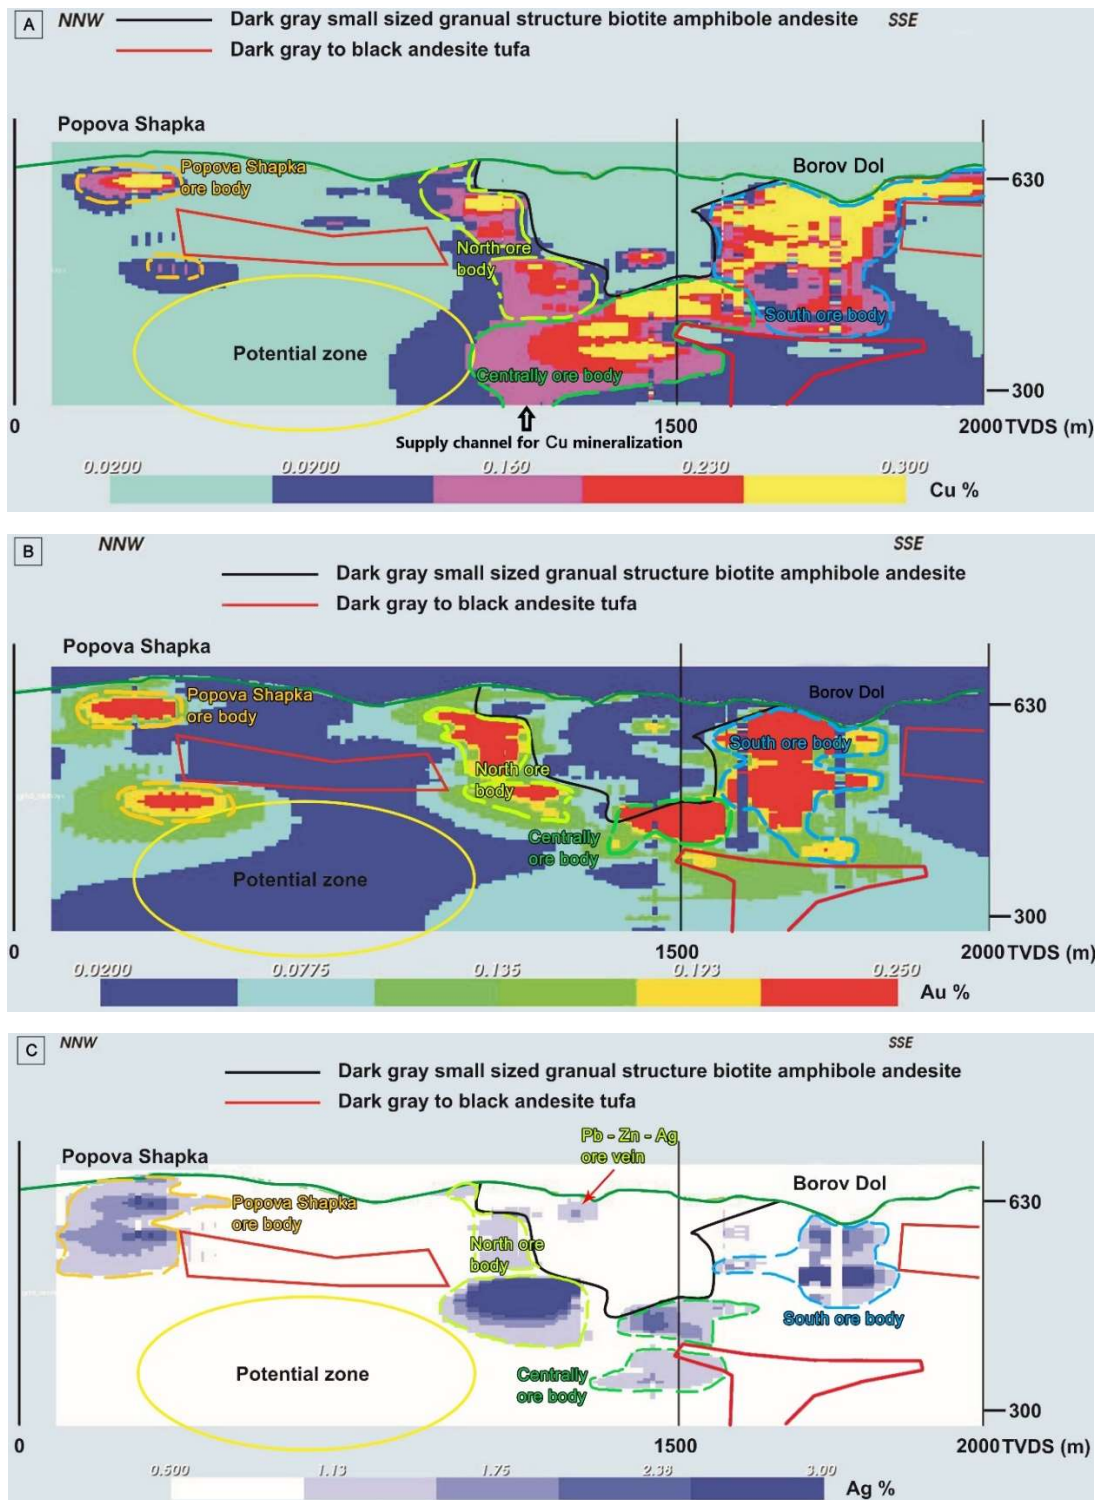 A NNW Dark gray small sized granual structure biotite amphibole andesite SSE
Dark gray to black andesite tufa
Popova Shapka
Popova Shapka
ore body
Borov Dol
630
North ore
body
South ore body
Potential zone
Centrally ore body
300
0 1500 2000 TVDS (m)
Supply channel for Cu mineralization
0.0200 0.0900 0.160 0.230 0.300
Cu %
B NNW SSE
Dark gray small sized granual structure biotite amphibole andesite
Dark gray to black andesite tufa
Popova Shapka
Popova Shapka
ore body
Borov Dol
630
South ore body
North ore
body
Centrally
ore body
Potential zone
300
0 1500 2000 TVDS (m)
0.0200 0.0775 0.135 0.193 0.250
Au %
C NNW SSE
Dark gray small sized granual structure biotite amphibole andesite
Dark gray to black andesite tufa
Pb - Zn - Ag
ore vein
Popova Shapka
Borov Dol
Popova Shapka
ore body
630
North ore
body
South ore body
Potential zone
Centrally
ore body
300
0 1500 2000 TVDS (m)
0.500 1.13 1.75 2.38 3.00
Ag %